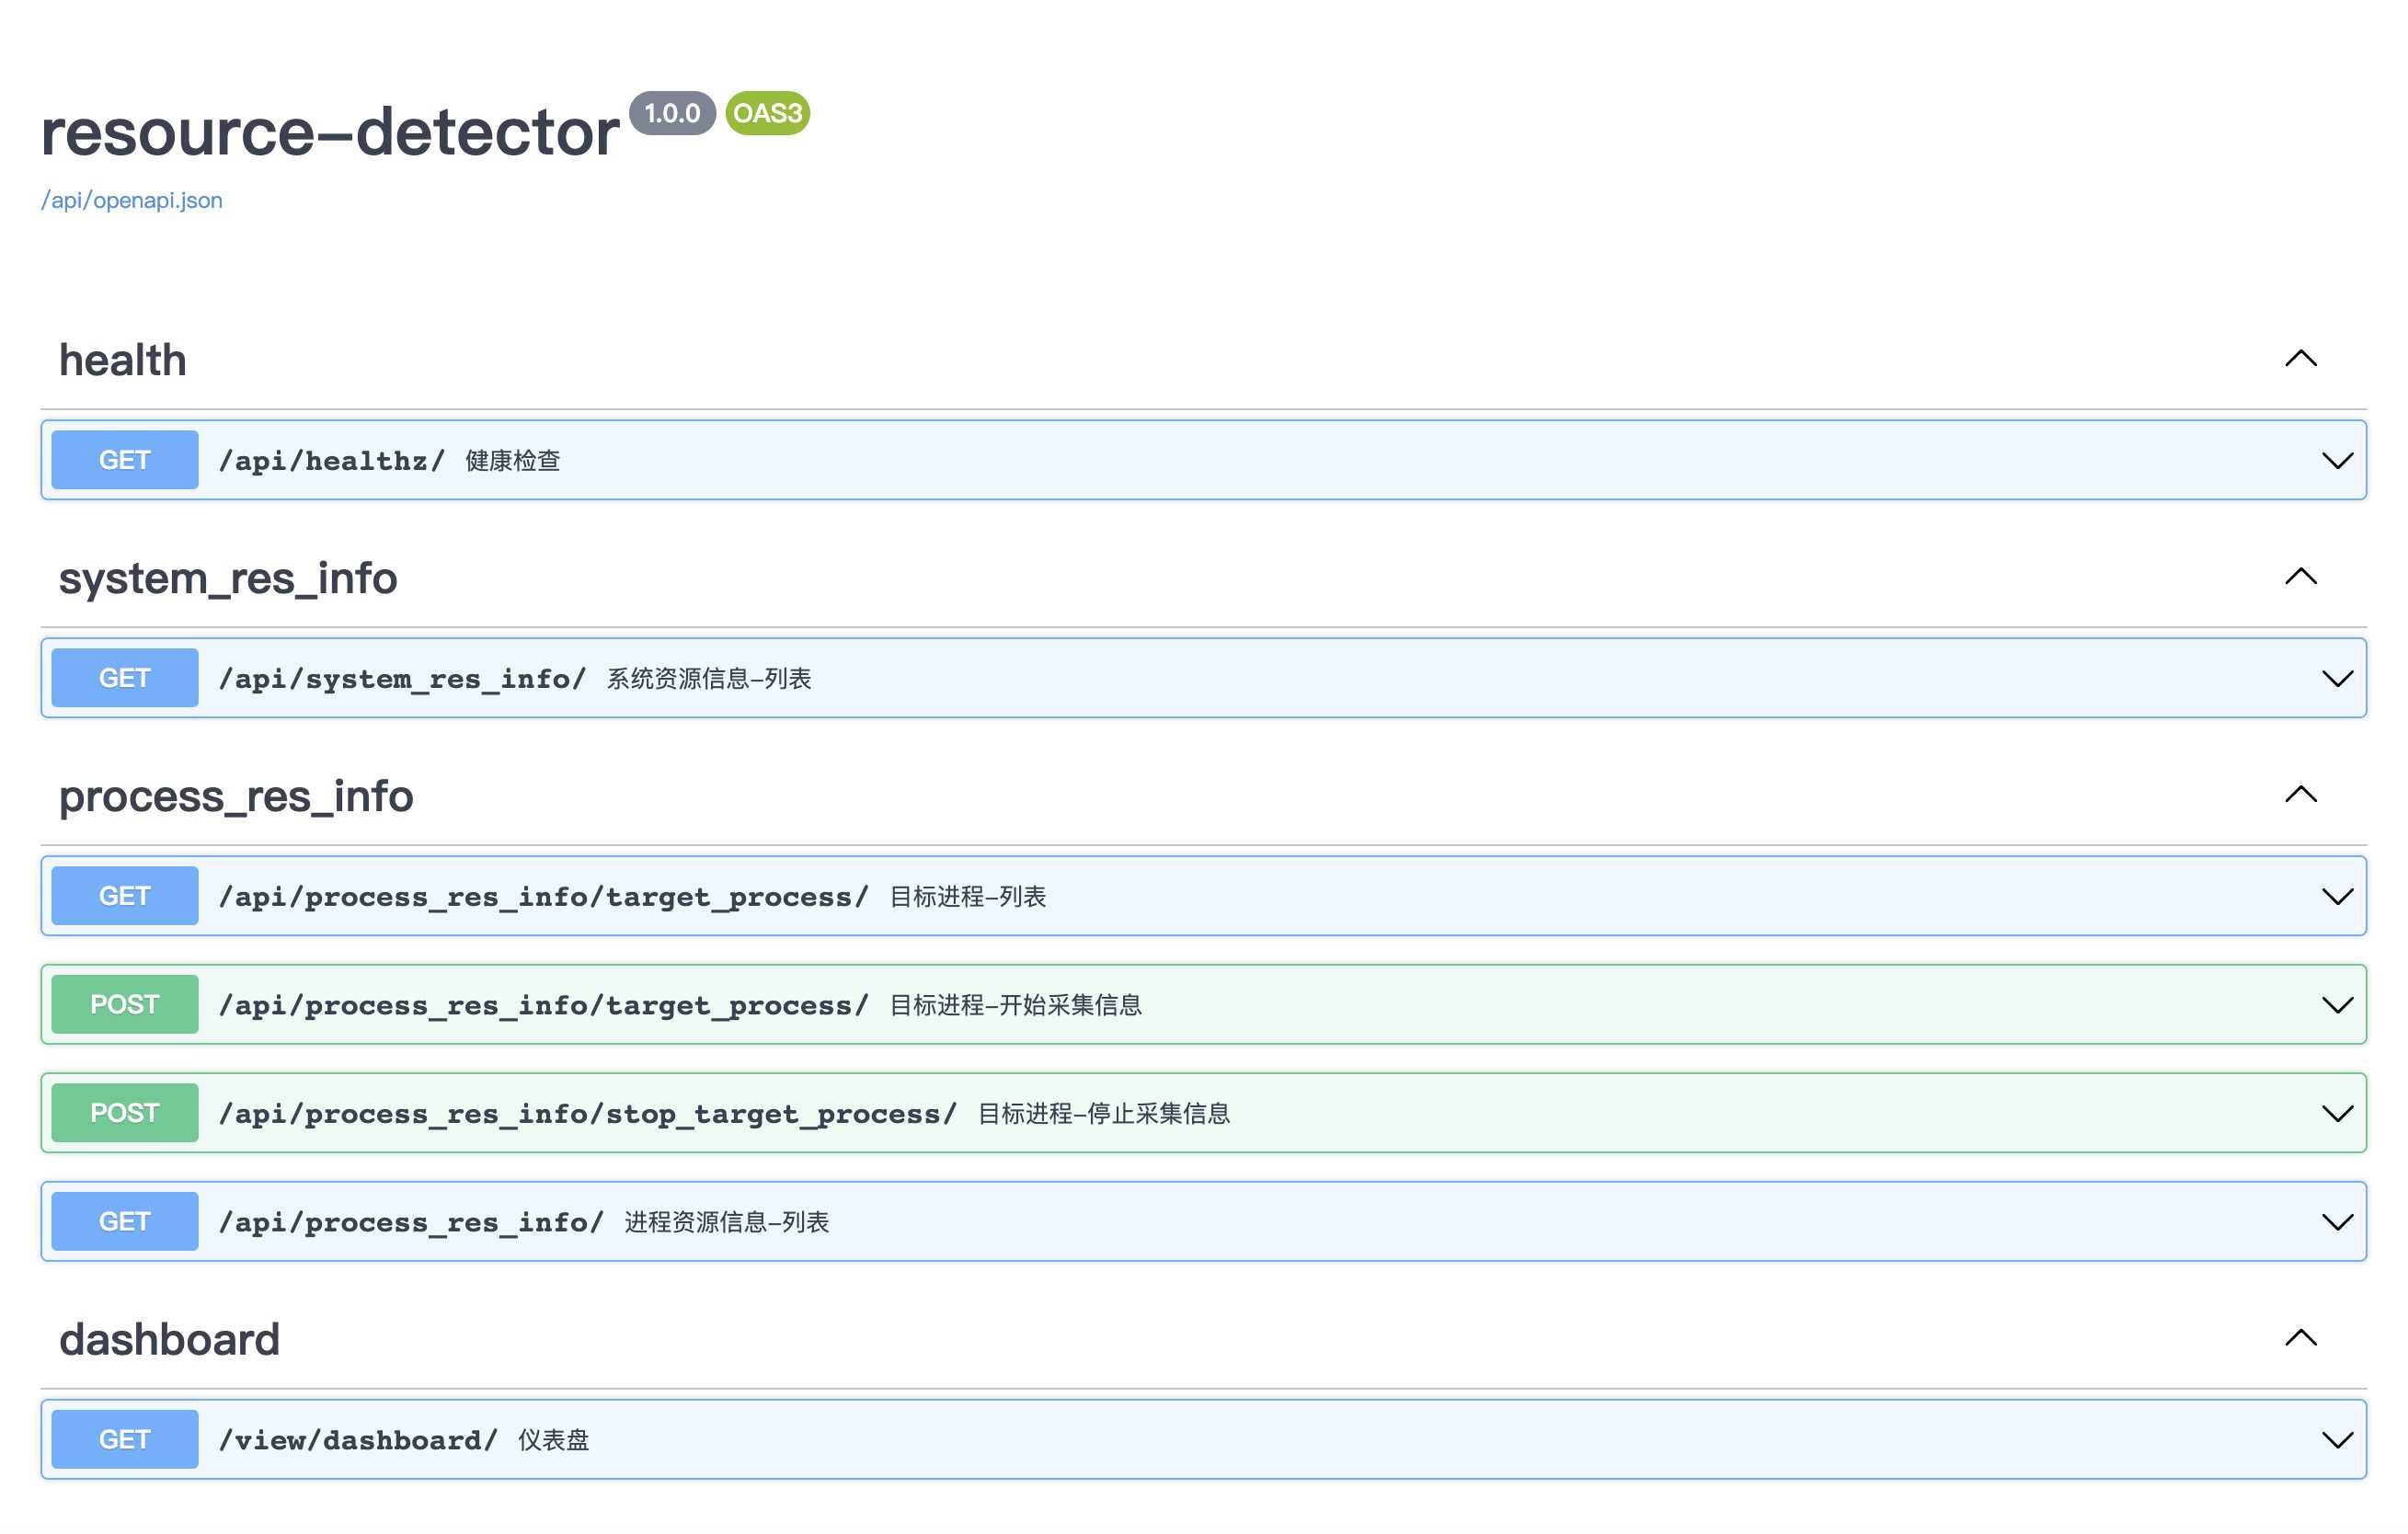 resource-detector 1.0.0 OAS3
/api/openapi.json
health
GET /api/healthz/ 健康检查
system_res_info
GET /api/system_res_info/ 系统资源信息-列表
process_res_info
GET /api/process_res_info/target_process/ 目标进程-列表
POST /api/process_res_info/target_process/ 目标进程-开始采集信息
POST /api/process_res_info/stop_target_process/ 目标进程-停止采集信息
GET /api/process_res_info/ 进程资源信息-列表
dashboard
GET /view/dashboard/ 仪表盘